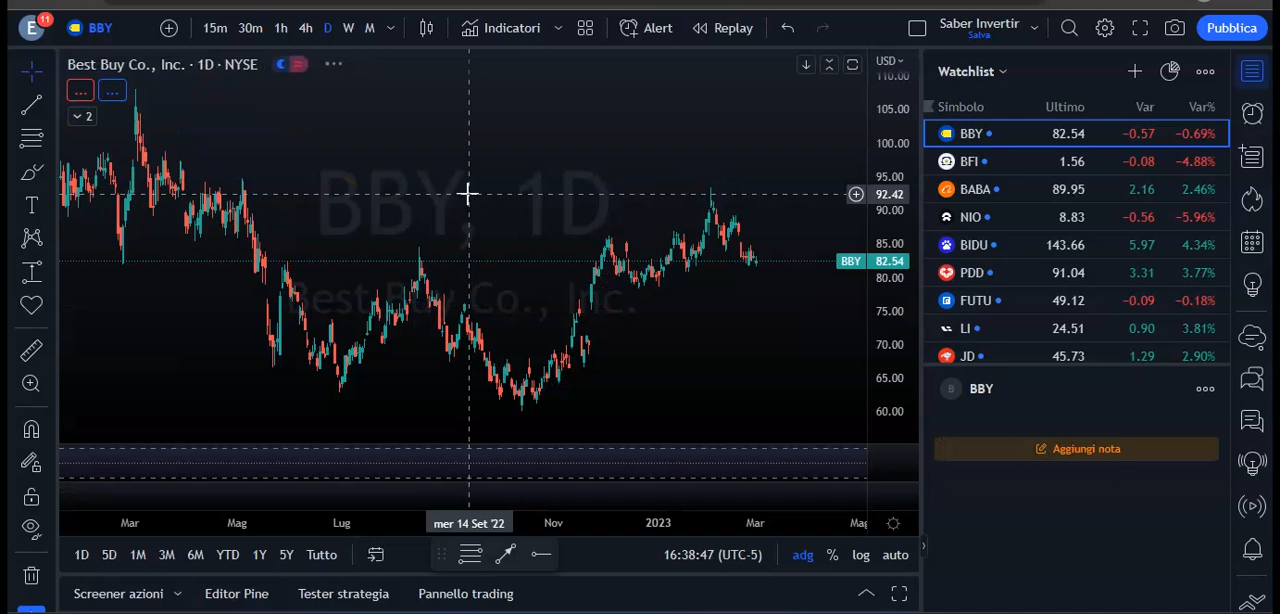 E 11 BBY 15m 30m 1h 4h D W M Indicatori Alert Replay Saber Invertir Salva Pubblica
Best Buy Co., Inc. · 1D · NYSE
... ...
2
BBY, 1D
Best Buy Co., Inc.
USD
110.00
105.00
100.00
95.00
92.42
90.00
85.00
BBY 82.54
80.00
75.00
70.00
65.00
60.00
Mar Mag Lug mer 14 Set '22 Nov 2023 Mar Mag
1D 5D 1M 3M 6M YTD 1Y 5Y Tutto 16:38:47 (UTC-5) adg % log auto
Screener azioni Editor Pine Tester strategia Pannello trading
Watchlist
Simbolo Ultimo Var Var%
BBY 82.54 −0.57 −0.69%
BFI 1.56 −0.08 −4.88%
BABA 89.95 2.16 2.46%
NIO 8.83 −0.56 −5.96%
BIDU 143.66 5.97 4.34%
PDD 91.04 3.31 3.77%
FUTU 49.12 −0.09 −0.18%
LI 24.51 0.90 3.81%
JD 45.73 1.29 2.90%
B BBY
Aggiungi nota